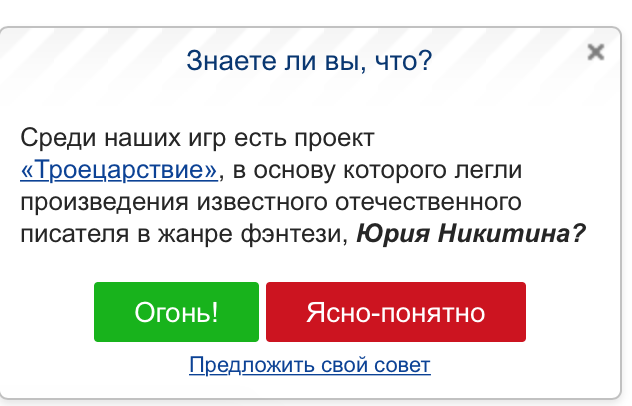 Знаете ли вы, что?
Среди наших игр есть проект
«Троецарствие», в основу которого легли
произведения известного отечественного
писателя в жанре фэнтези, Юрия Никитина?
Огонь! Ясно-понятно
Предложить свой совет